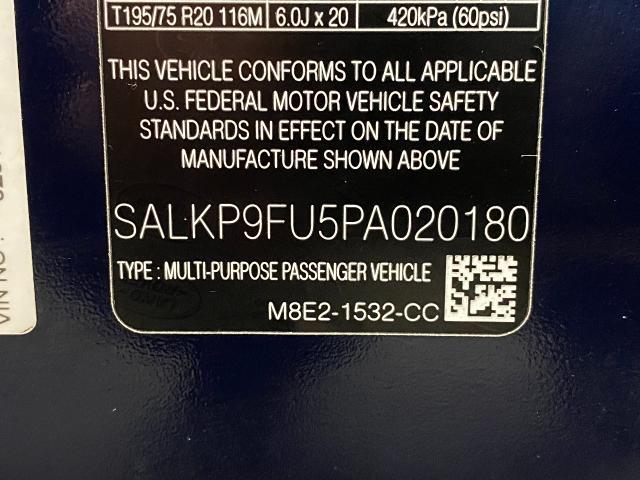 T195/75 R20 116M 6.0J x 20 420kPa (60psi)
THIS VEHICLE CONFORMS TO ALL APPLICABLE
U.S. FEDERAL MOTOR VEHICLE SAFETY
STANDARDS IN EFFECT ON THE DATE OF
MANUFACTURE SHOWN ABOVE
SALKP9FU5PA020180
TYPE : MULTI-PURPOSE PASSENGER VEHICLE
M8E2-1532-CC
VIN NO :